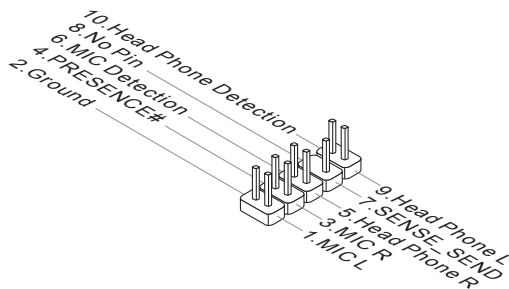 10.Head Phone Detection
8.No Pin
6.MIC Detection
4.PRESENCE#
2.Ground
9.Head Phone L
7.SENSE_SEND
5.Head Phone R
3.MIC R
1.MIC L